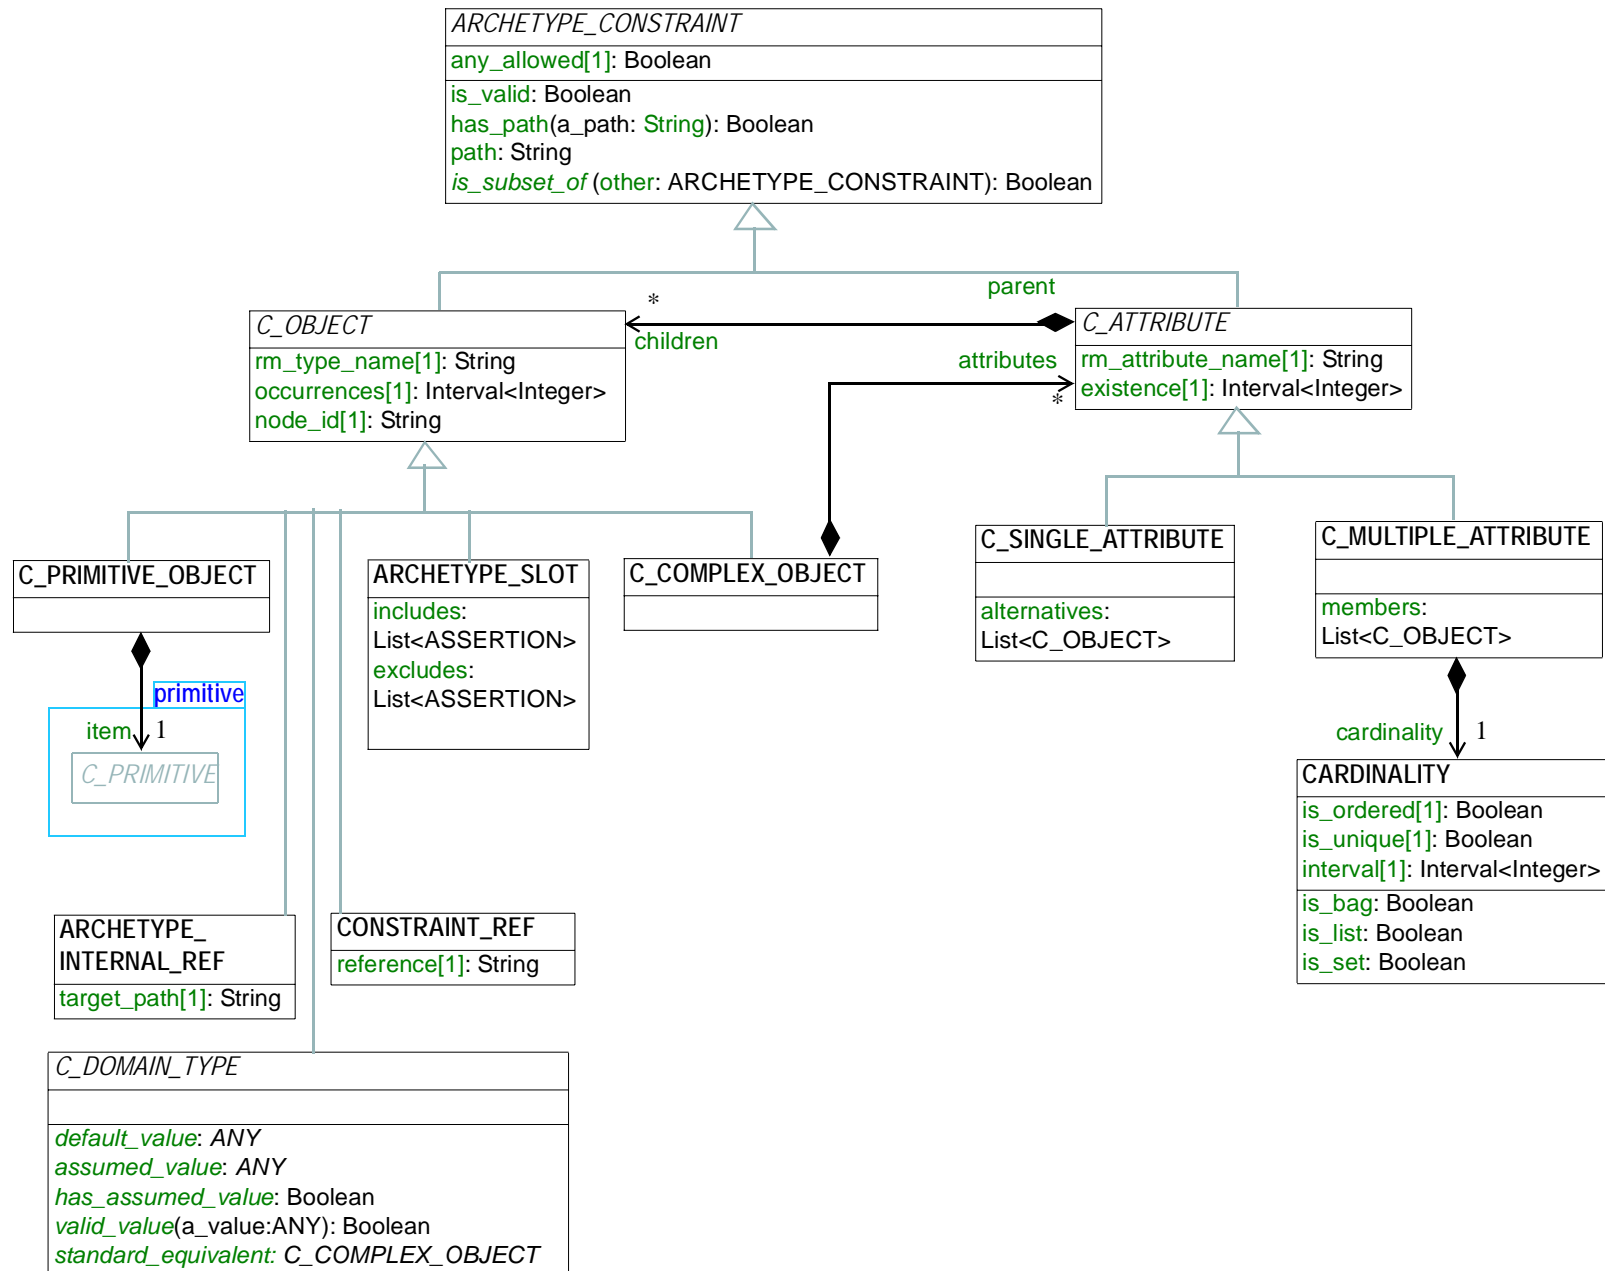 ARCHETYPE_CONSTRAINT
any_allowed[1]: Boolean
is_valid: Boolean
has_path(a_path: String): Boolean
path: String
is_subset_of (other: ARCHETYPE_CONSTRAINT): Boolean
parent
*
C_OBJECT
rm_type_name[1]: String
occurrences[1]: Interval<Integer>
node_id[1]: String
children
attributes
*
C_ATTRIBUTE
rm_attribute_name[1]: String
existence[1]: Interval<Integer>
C_PRIMITIVE_OBJECT
ARCHETYPE_SLOT
includes:
List<ASSERTION>
excludes:
List<ASSERTION>
C_COMPLEX_OBJECT
C_SINGLE_ATTRIBUTE
alternatives:
List<C_OBJECT>
C_MULTIPLE_ATTRIBUTE
members:
List<C_OBJECT>
primitive
item
1
C_PRIMITIVE
cardinality
1
CARDINALITY
is_ordered[1]: Boolean
is_unique[1]: Boolean
interval[1]: Interval<Integer>
is_bag: Boolean
is_list: Boolean
is_set: Boolean
ARCHETYPE_
INTERNAL_REF
target_path[1]: String
CONSTRAINT_REF
reference[1]: String
C_DOMAIN_TYPE
default_value: ANY
assumed_value: ANY
has_assumed_value: Boolean
valid_value(a_value:ANY): Boolean
standard_equivalent: C_COMPLEX_OBJECT